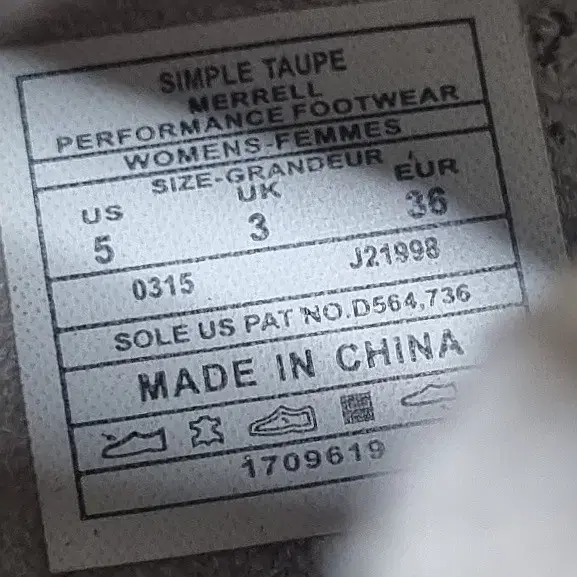 SIMPLE TAUPE
MERRELL
PERFORMANCE FOOTWEAR
WOMENS-FEMMES
SIZE-GRANDEUR
US UK EUR
5 3 36
0315 J21998
SOLE US PAT NO.D564,736
MADE IN CHINA
1709619